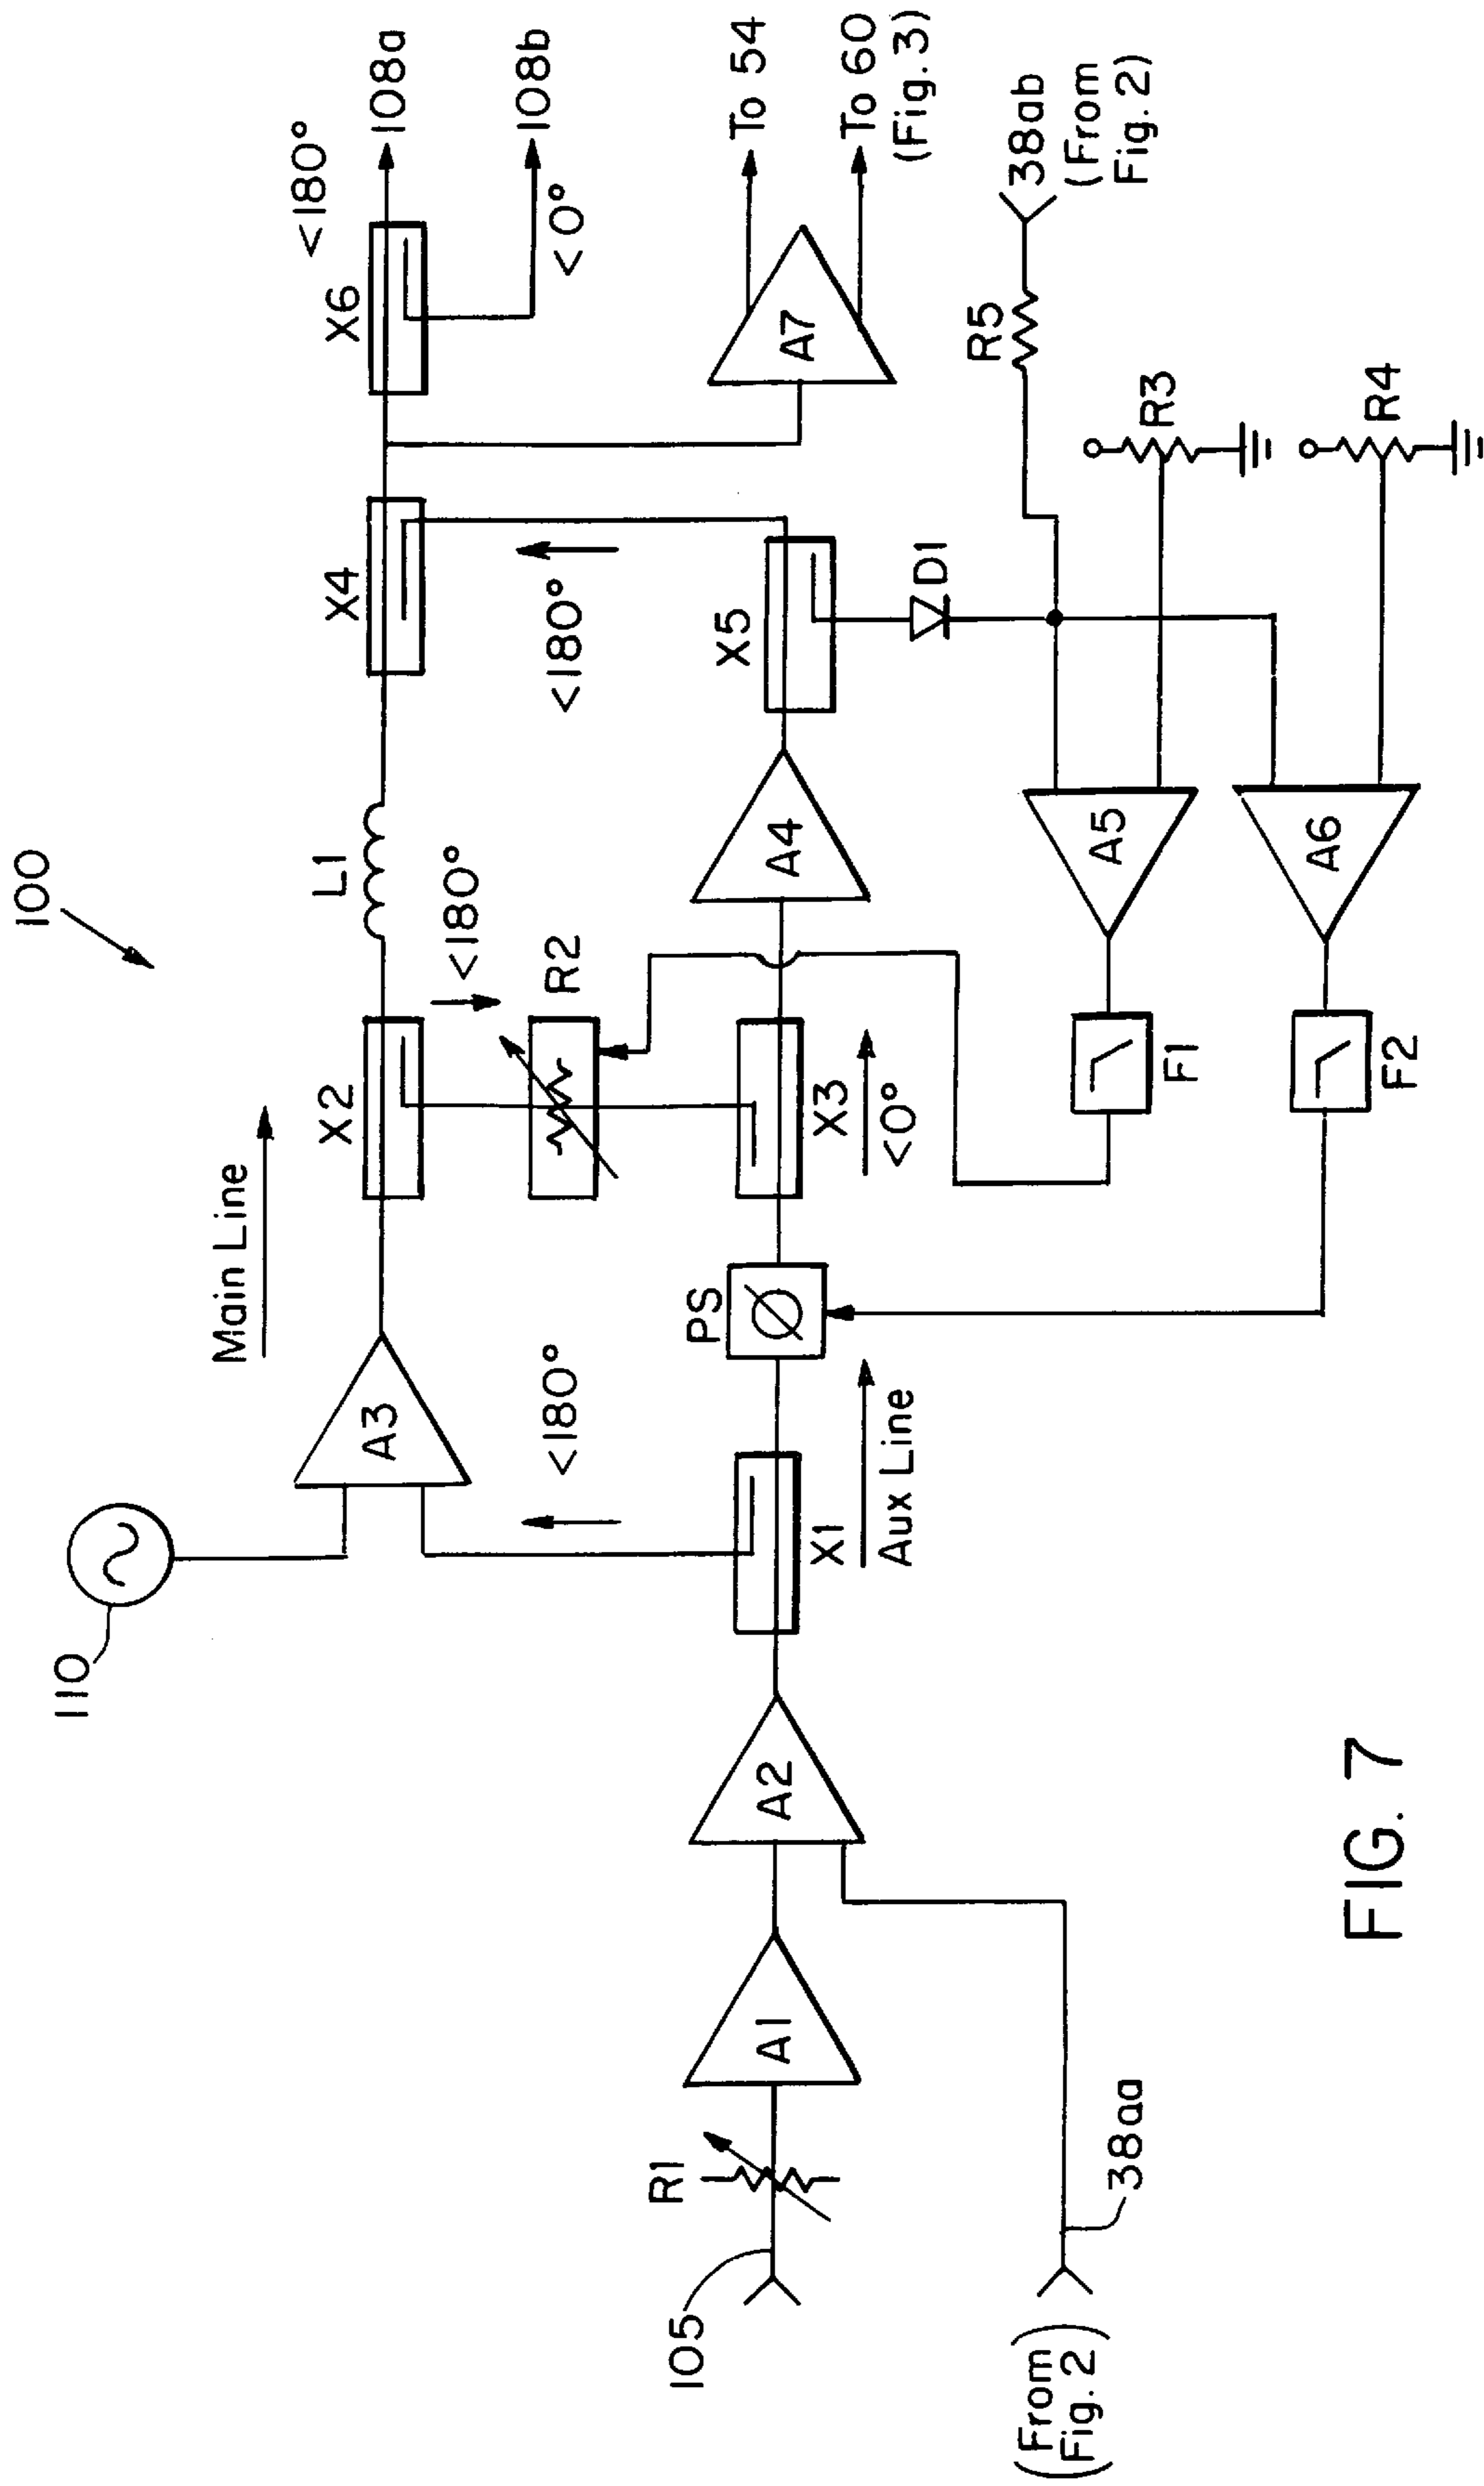 100
110
Main Line
<180°
A3
X2
L1
X4
X6
<180°
108a
108b
<0°
<180°
R2
<180°
A7
To 54
To 60
(Fig. 3)
105
R1
A1
A2
X1
Aux Line
PS
X3
<0°
A4
X5
D1
R5
38ab
(From
Fig. 2)
R3
R4
A5
A6
F1
F2
(From
Fig. 2)
38aa
FIG. 7